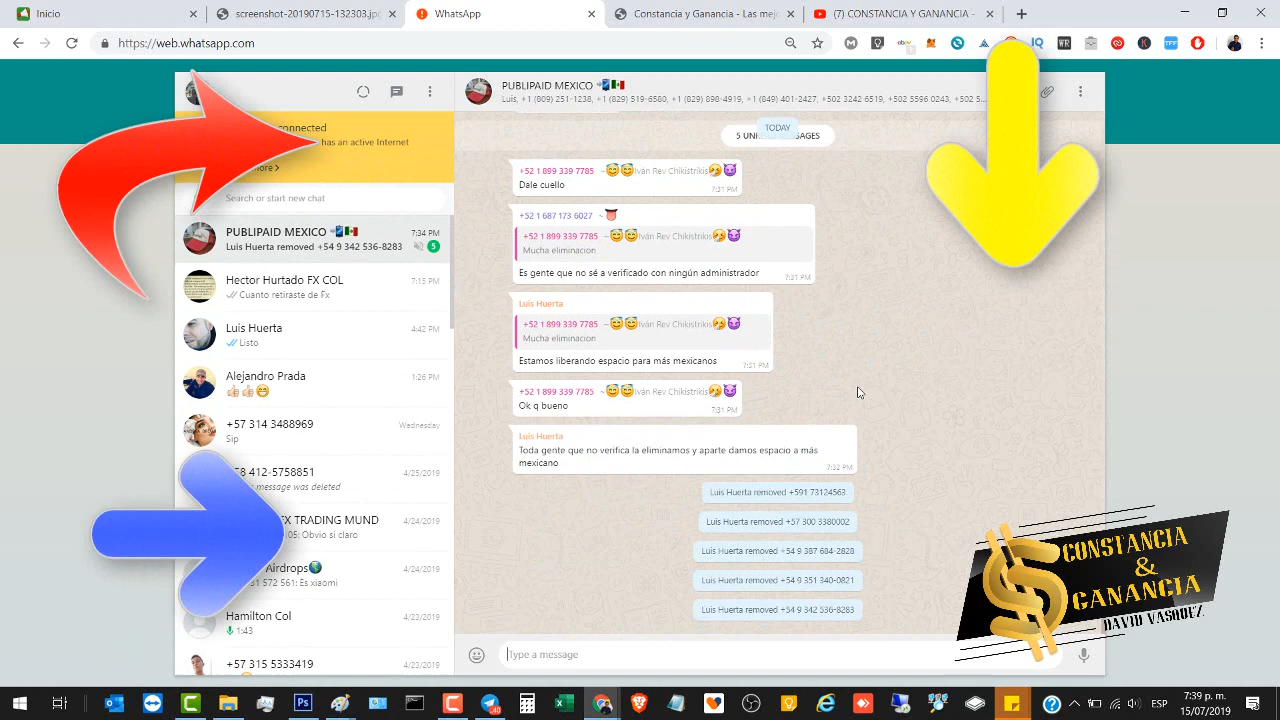 Inicio
screenshot-20190715-132303.jpg
WhatsApp
Constancia y Ganancia - Las mejo
(7) CONSTANCIA Y GANANCIA -
https://web.whatsapp.com
PUBLIPAID MEXICO
Luis, +1 (809) 251-1238, +1 (829) 519-6580, +1 (829) 898-4919, +1 (849) 401-2427, +502 3242 6519, +502 5596 0243, +502 5...
has an active Internet
Search or start new chat
PUBLIPAID MEXICO
7:34 PM
Luis Huerta removed +54 9 342 536-8283
5
Hector Hurtado FX COL
7:15 PM
Cuanto retiraste de Fx
Luis Huerta
4:42 PM
Listo
Alejandro Prada
1:26 PM
+57 314 3488969
Wednesday
Sip
58 412-5758851
4/25/2019
message was deleted
EX TRADING MUND
4/24/2019
05: Obvio si claro
Airdrops
4/24/2019
31 572 561: Es xiaomi
Hamilton Col
4/23/2019
1:43
+57 315 5333419
4/23/2019
TODAY
+52 1 899 339 7785 ~Iván Rev Chikistrikis
Dale cuello
7:31 PM
+52 1 687 173 6027 ~
+52 1 899 339 7785 ~Iván Rev Chikistrikis
Mucha eliminacion
Es gente que no sé a verificado con ningún administrador
7:31 PM
Luis Huerta
+52 1 899 339 7785 ~Iván Rev Chikistrikis
Mucha eliminacion
Estamos liberando espacio para más mexicanos
7:31 PM
+52 1 899 339 7785 ~Iván Rev Chikistrikis
Ok q bueno
7:31 PM
Luis Huerta
Toda gente que no verifica la eliminamos y aparte damos espacio a más
mexicano
7:32 PM
Luis Huerta removed +591 73124563
Luis Huerta removed +57 300 3380002
Luis Huerta removed +54 9 387 684-2828
Luis Huerta removed +54 9 351 340-0821
Luis Huerta removed +54 9 342 536-8283
Type a message
CONSTANCIA
&
GANANCIA
DAVID VASQUEZ
ESP
7:39 p. m.
15/07/2019